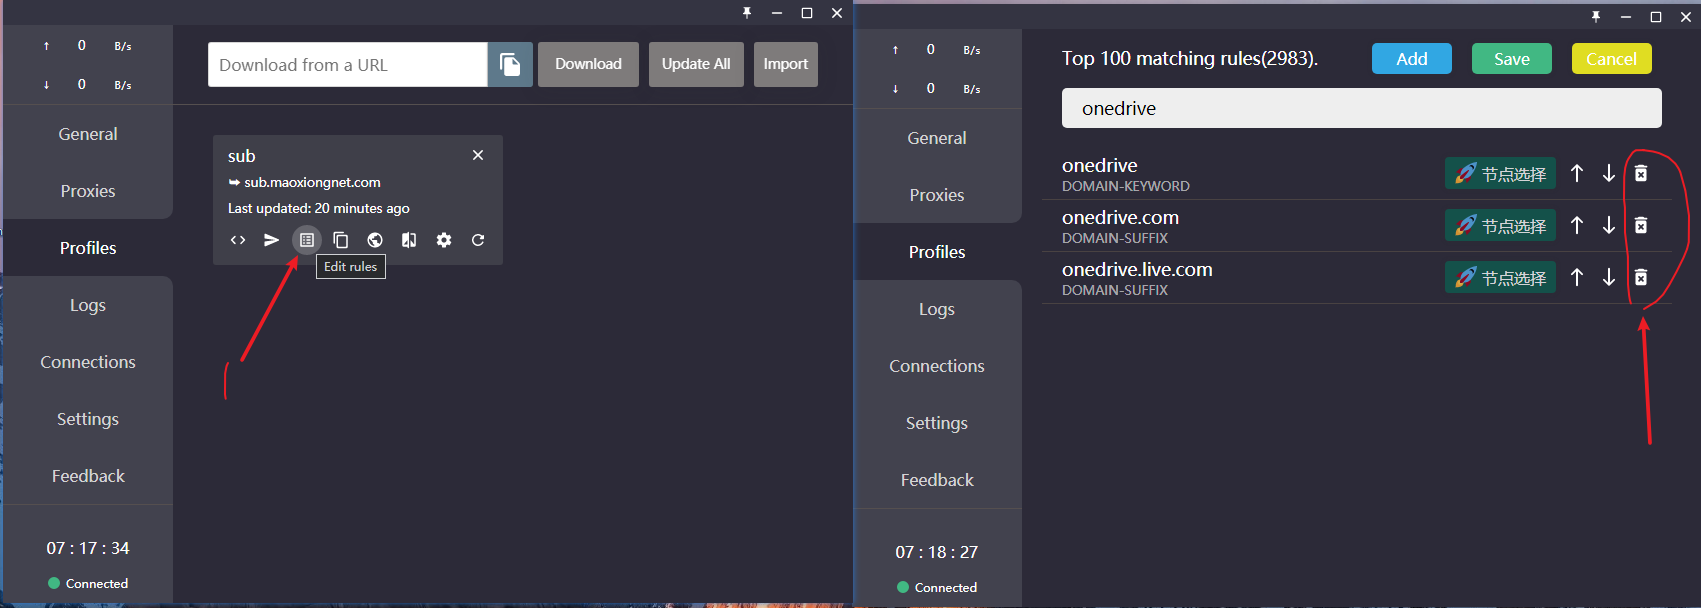 ↑ 0 B/s
↓ 0 B/s
General
Proxies
Profiles
Logs
Connections
Settings
Feedback
07 : 17 : 34
Connected
Download from a URL
Download
Update All
Import
sub
sub.maoxiongnet.com
Last updated: 20 minutes ago
Edit rules
↑ 0 B/s
↓ 0 B/s
General
Proxies
Profiles
Logs
Connections
Settings
Feedback
07 : 18 : 27
Connected
Top 100 matching rules(2983).
Add
Save
Cancel
onedrive
onedrive
DOMAIN-KEYWORD
🚀 节点选择
onedrive.com
DOMAIN-SUFFIX
🚀 节点选择
onedrive.live.com
DOMAIN-SUFFIX
🚀 节点选择